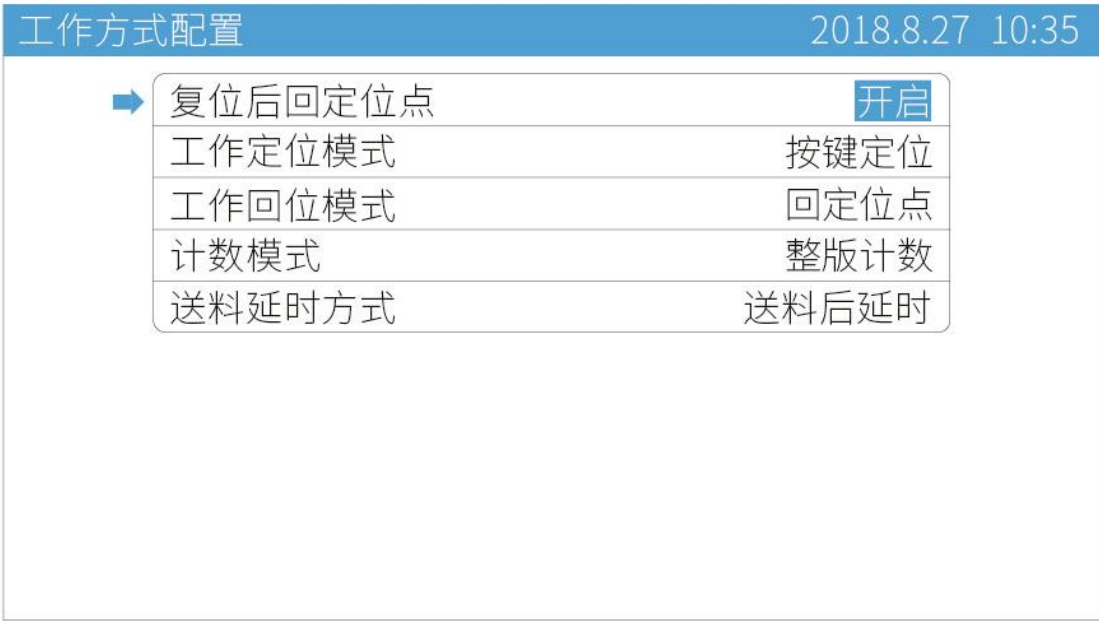 工作方式配置 2018.8.27 10:35
复位后回定位点 开启
工作定位模式 按键定位
工作回位模式 回定位点
计数模式 整版计数
送料延时方式 送料后延时